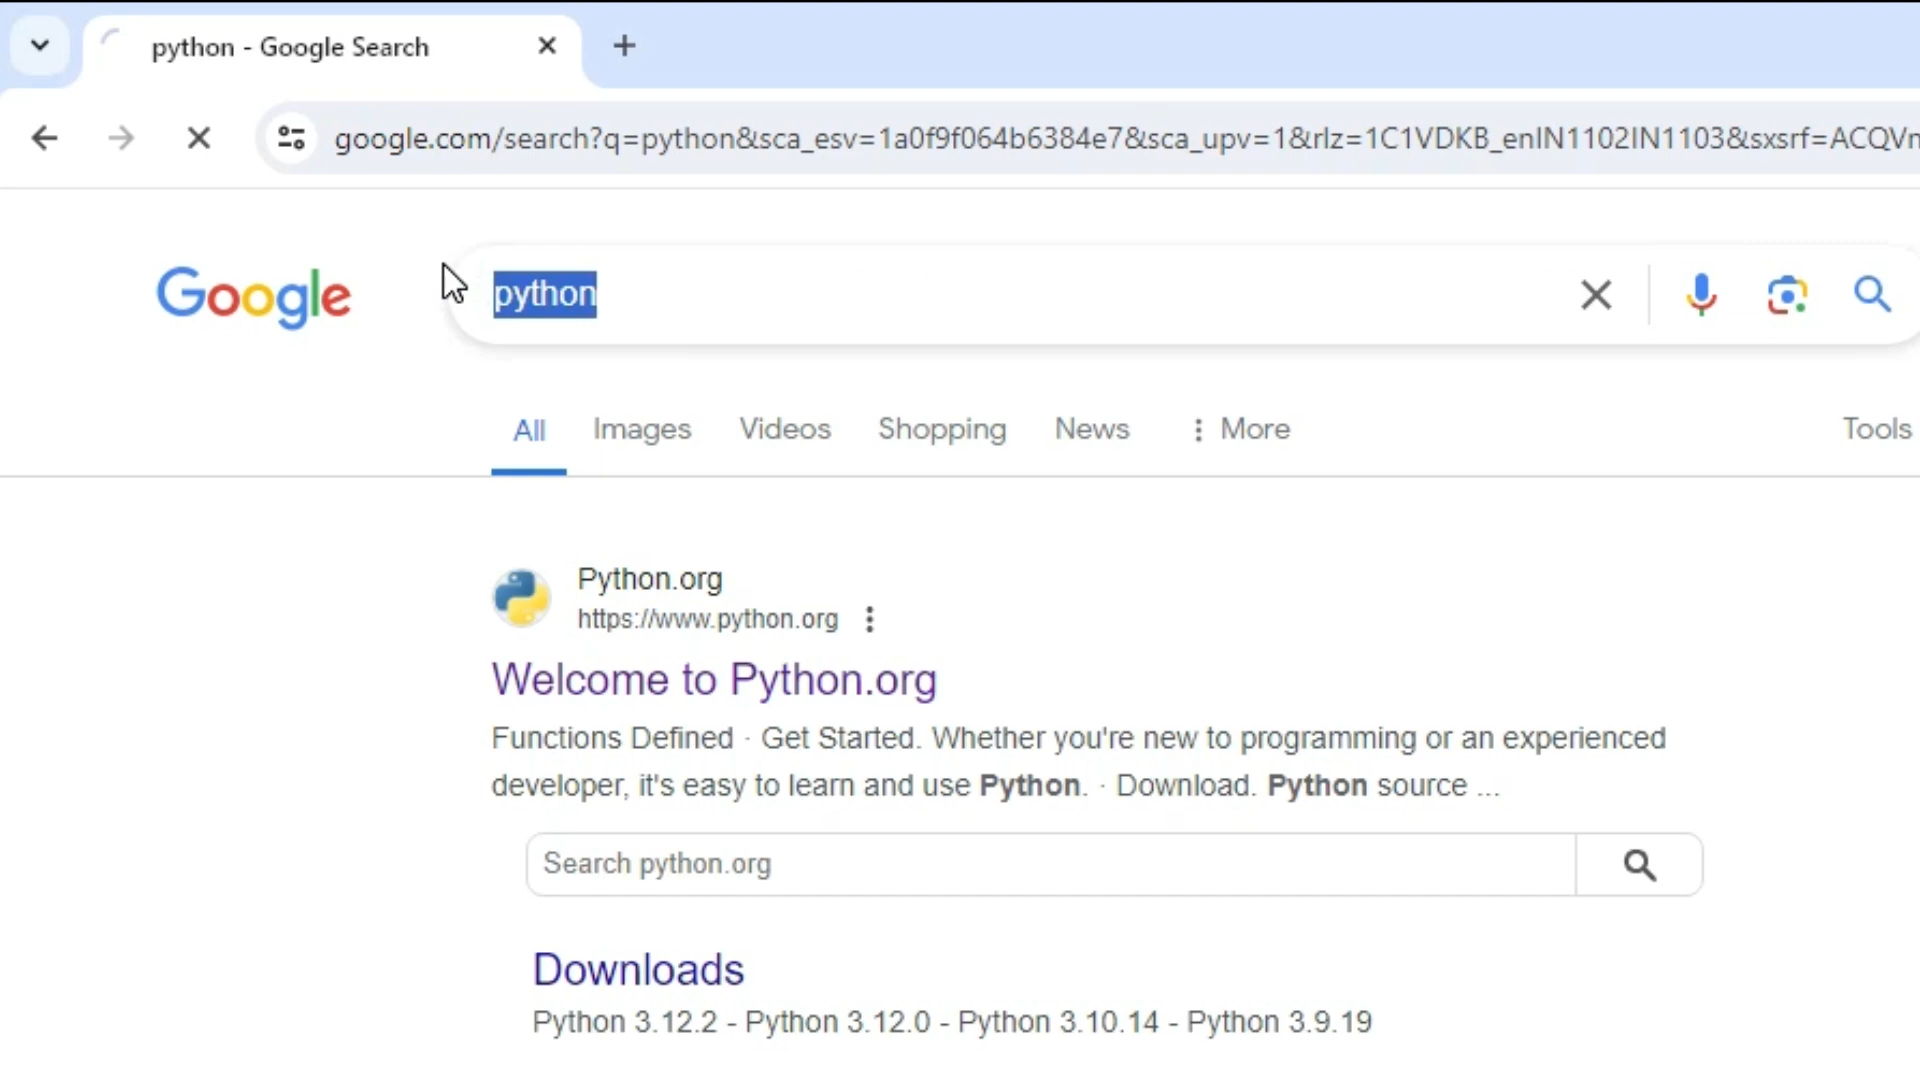 python - Google Search
google.com/search?q=python&sca_esv=1a0f9f064b6384e7&sca_upv=1&rlz=1C1VDKB_enIN1102IN1103&sxsrf=ACQVn
Google
python
All Images Videos Shopping News More Tools
Python.org
https://www.python.org
Welcome to Python.org
Functions Defined · Get Started. Whether you're new to programming or an experienced
developer, it's easy to learn and use Python. · Download. Python source ...
Search python.org
Downloads
Python 3.12.2 - Python 3.12.0 - Python 3.10.14 - Python 3.9.19